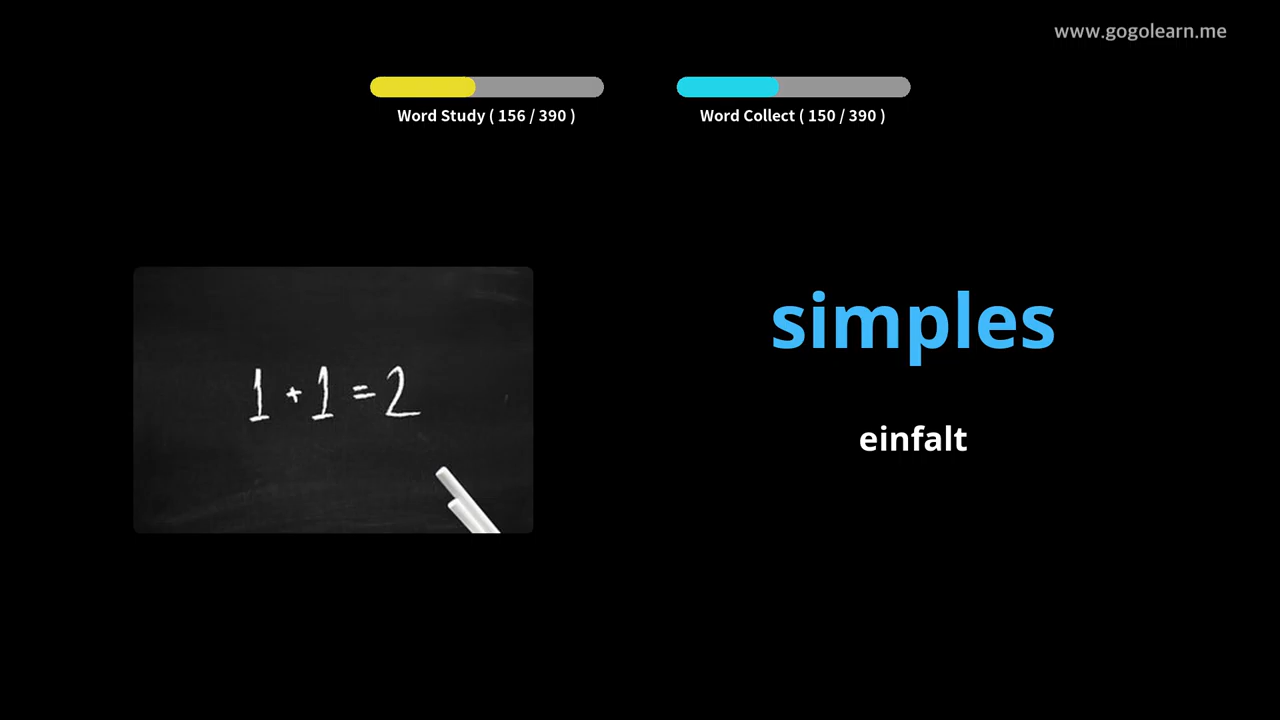 www.gogolearn.me
Word Study ( 156 / 390 )
Word Collect ( 150 / 390 )
1 + 1 = 2
simples
einfalt